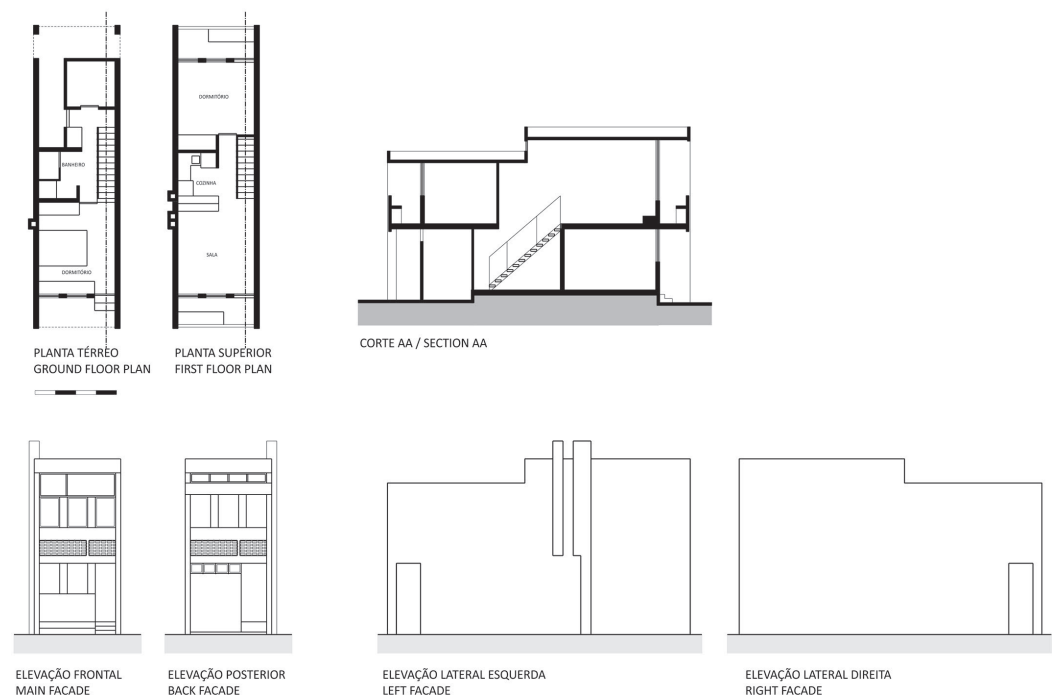 DORMITÓRIO
BANHEIRO
COZINHA
SALA
DORMITÓRIO
PLANTA TÉRREO
GROUND FLOOR PLAN
PLANTA SUPERIOR
FIRST FLOOR PLAN
CORTE AA / SECTION AA
ELEVAÇÃO FRONTAL
MAIN FACADE
ELEVAÇÃO POSTERIOR
BACK FACADE
ELEVAÇÃO LATERAL ESQUERDA
LEFT FACADE
ELEVAÇÃO LATERAL DIREITA
RIGHT FACADE